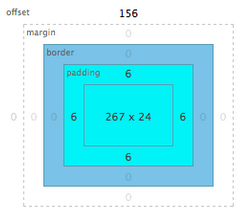 offset 156
margin 0
border 0
padding 6
0 0 6 267 x 24 6 0 0
6
0
0